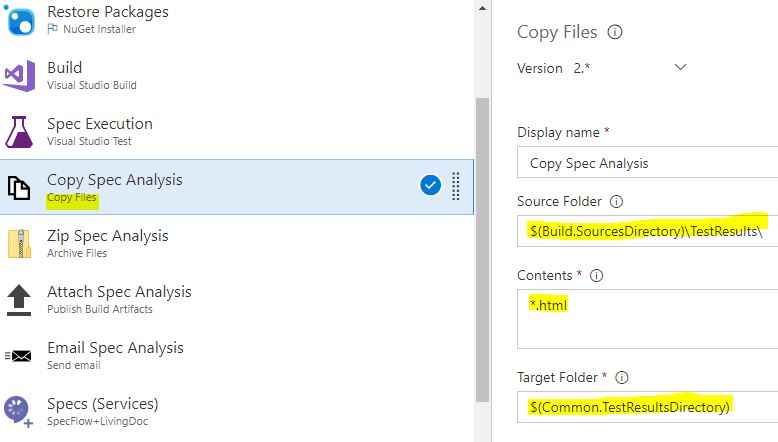 Restore Packages
NuGet Installer
Build
Visual Studio Build
Spec Execution
Visual Studio Test
Copy Spec Analysis
Copy Files
Zip Spec Analysis
Archive Files
Attach Spec Analysis
Publish Build Artifacts
Email Spec Analysis
Send email
Specs (Services)
SpecFlow+LivingDoc
Copy Files
Version 2.*
Display name *
Copy Spec Analysis
Source Folder
$(Build.SourcesDirectory)\TestResults\
Contents *
*.html
Target Folder *
$(Common.TestResultsDirectory)